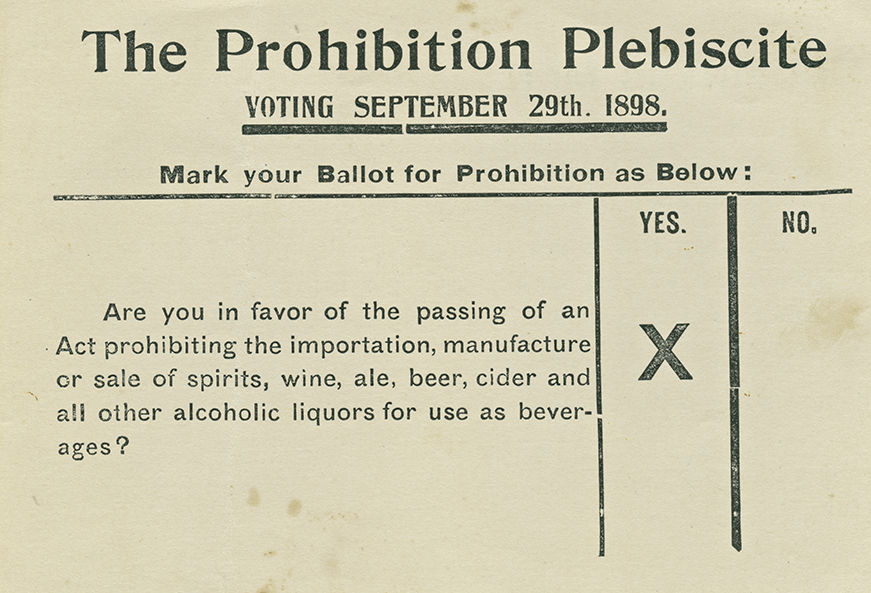 The Prohibition Plebiscite
VOTING SEPTEMBER 29th. 1898.
Mark your Ballot for Prohibition as Below:
YES. NO.
Are you in favor of the passing of an
Act prohibiting the importation, manufacture
or sale of spirits, wine, ale, beer, cider and
all other alcoholic liquors for use as bever-
ages?
X